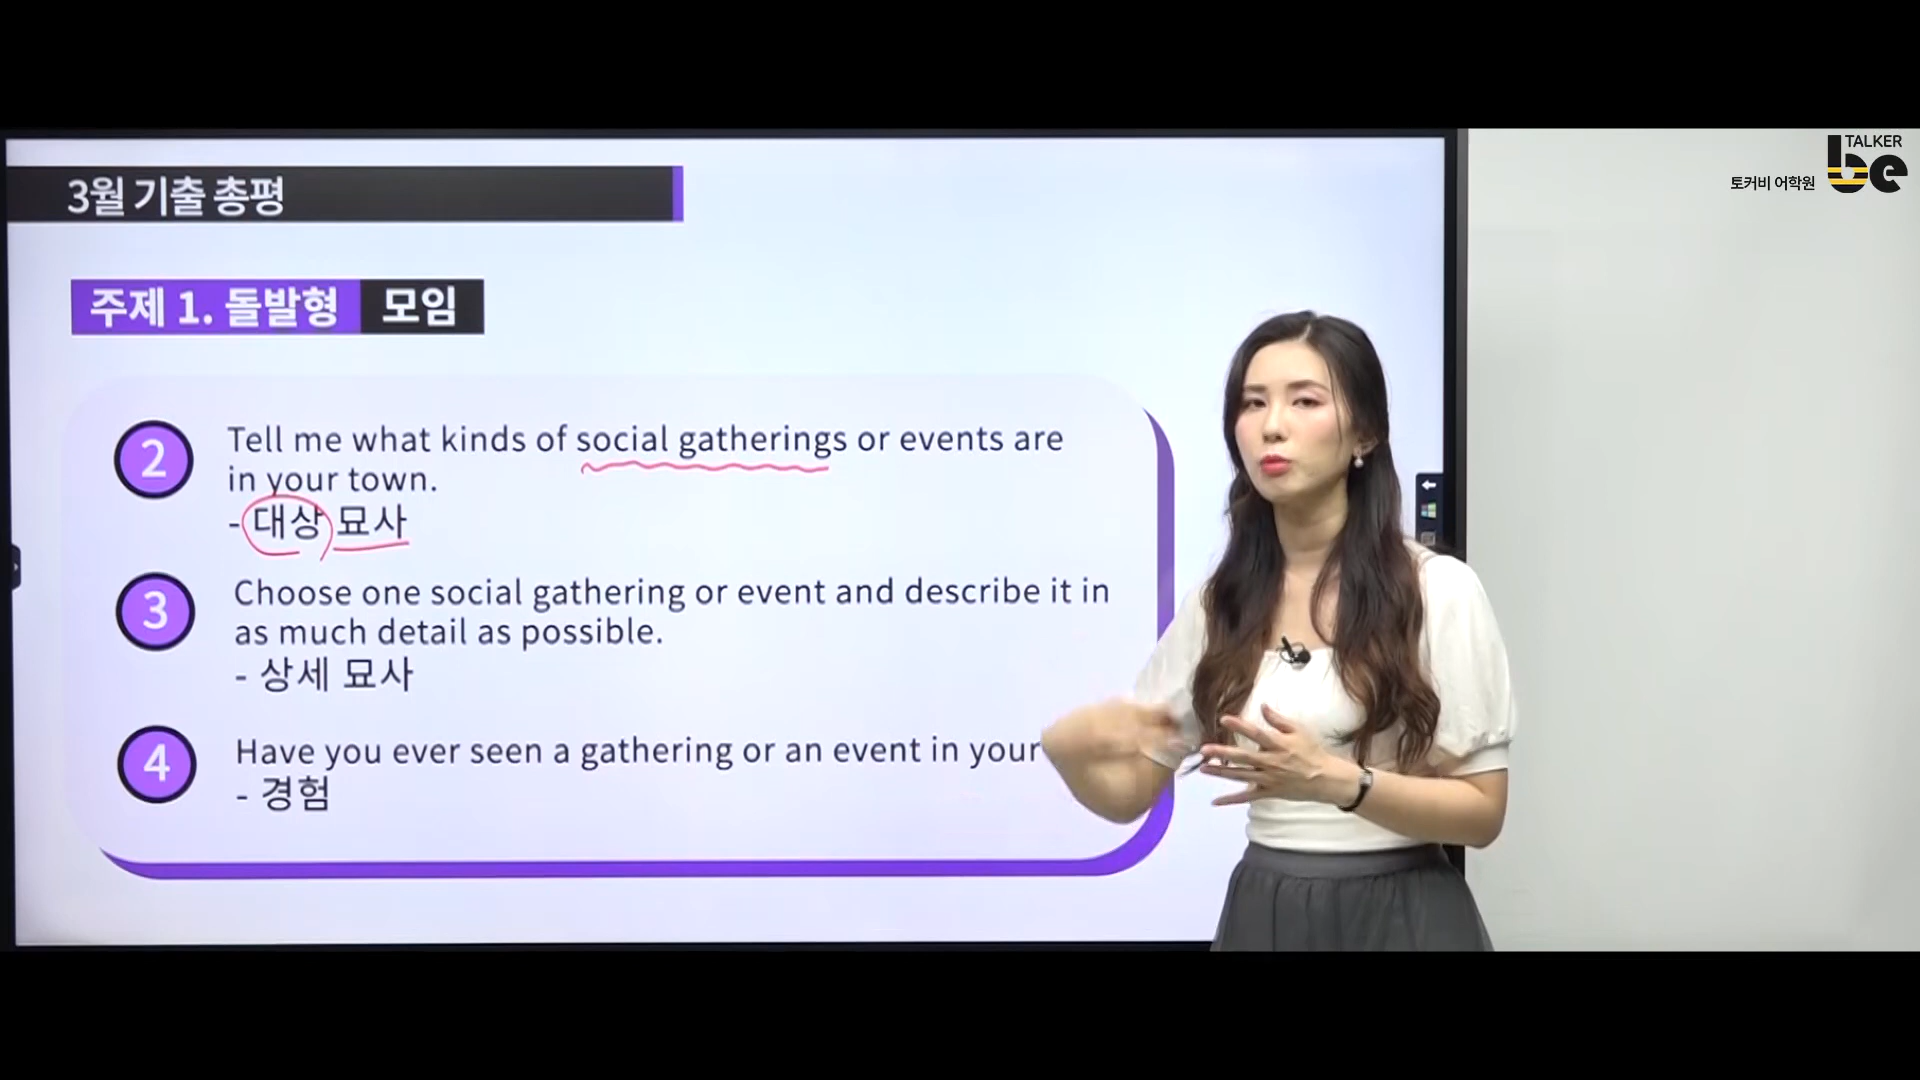 TALKER
be
토커비 어학원
3월 기출 총평
주제 1. 돌발형 모임
2 Tell me what kinds of social gatherings or events are
in your town.
- 대상 묘사
3 Choose one social gathering or event and describe it in
as much detail as possible.
- 상세 묘사
4 Have you ever seen a gathering or an event in your
- 경험